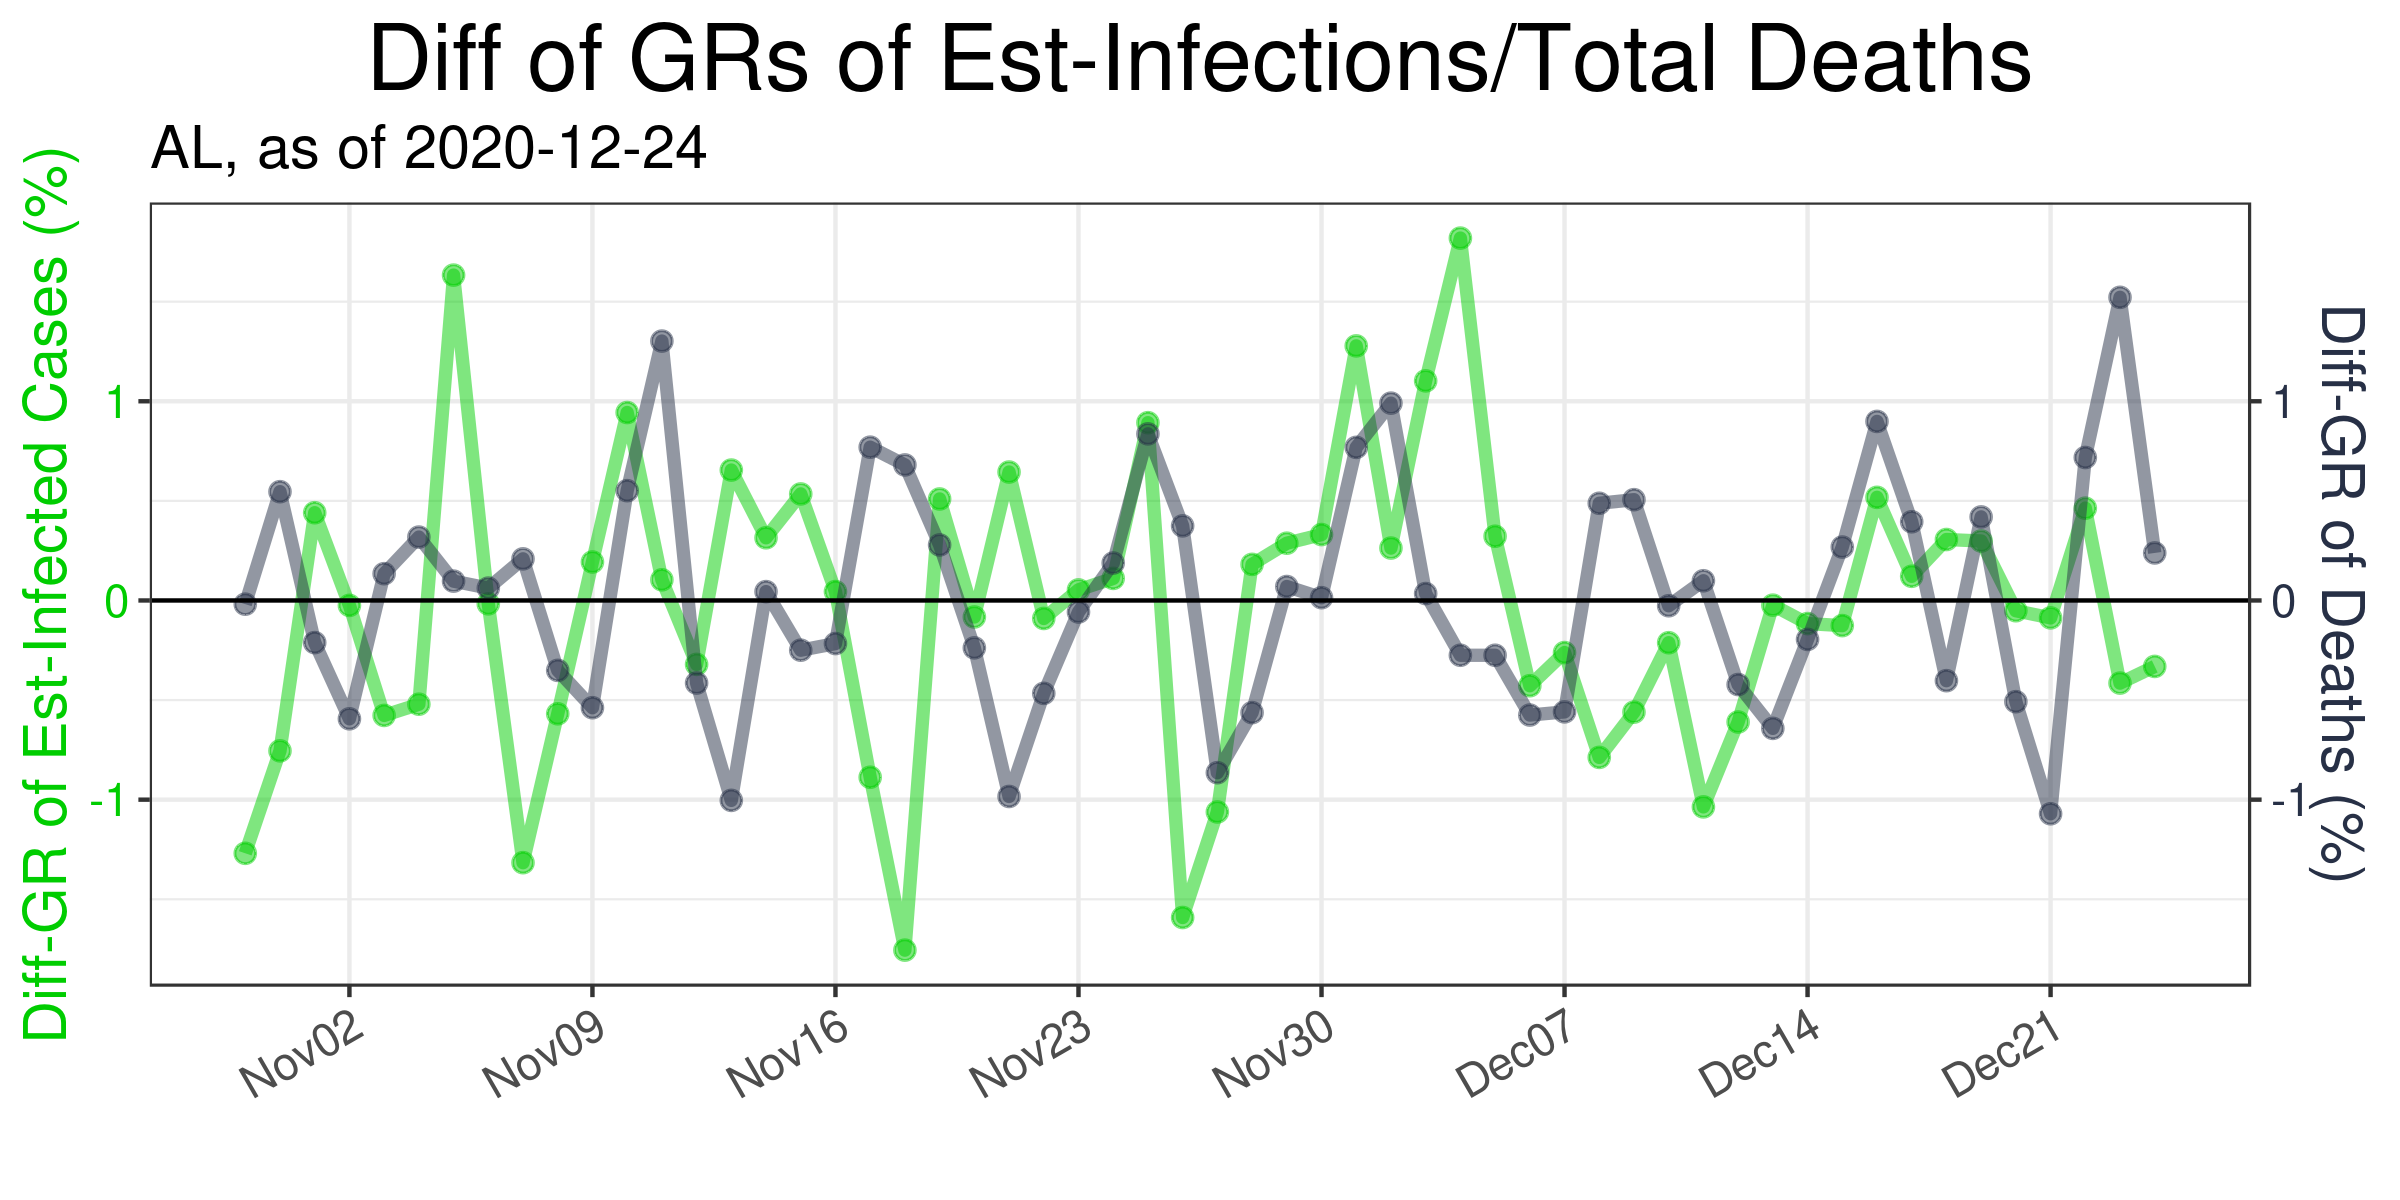 Diff of GRs of Est-Infections/Total Deaths
AL, as of 2020-12-24
Diff-GR of Est-Infected Cases (%)
1
0
-1
1
0
-1
Diff-GR of Deaths (%)
Nov02
Nov09
Nov16
Nov23
Nov30
Dec07
Dec14
Dec21